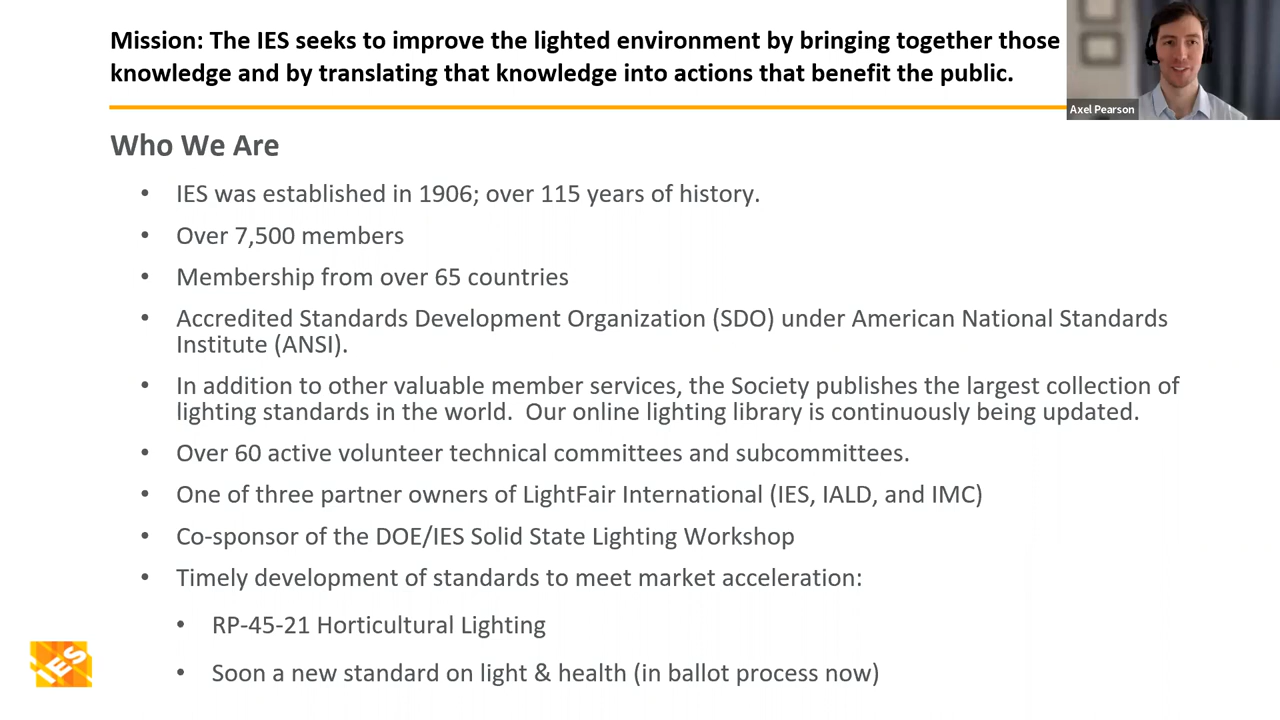 Mission: The IES seeks to improve the lighted environment by bringing together those
knowledge and by translating that knowledge into actions that benefit the public.
Axel Pearson
Who We Are
• IES was established in 1906; over 115 years of history.
• Over 7,500 members
• Membership from over 65 countries
• Accredited Standards Development Organization (SDO) under American National Standards
Institute (ANSI).
• In addition to other valuable member services, the Society publishes the largest collection of
lighting standards in the world.  Our online lighting library is continuously being updated.
• Over 60 active volunteer technical committees and subcommittees.
• One of three partner owners of LightFair International (IES, IALD, and IMC)
• Co-sponsor of the DOE/IES Solid State Lighting Workshop
• Timely development of standards to meet market acceleration:
• RP-45-21 Horticultural Lighting
• Soon a new standard on light & health (in ballot process now)
IES